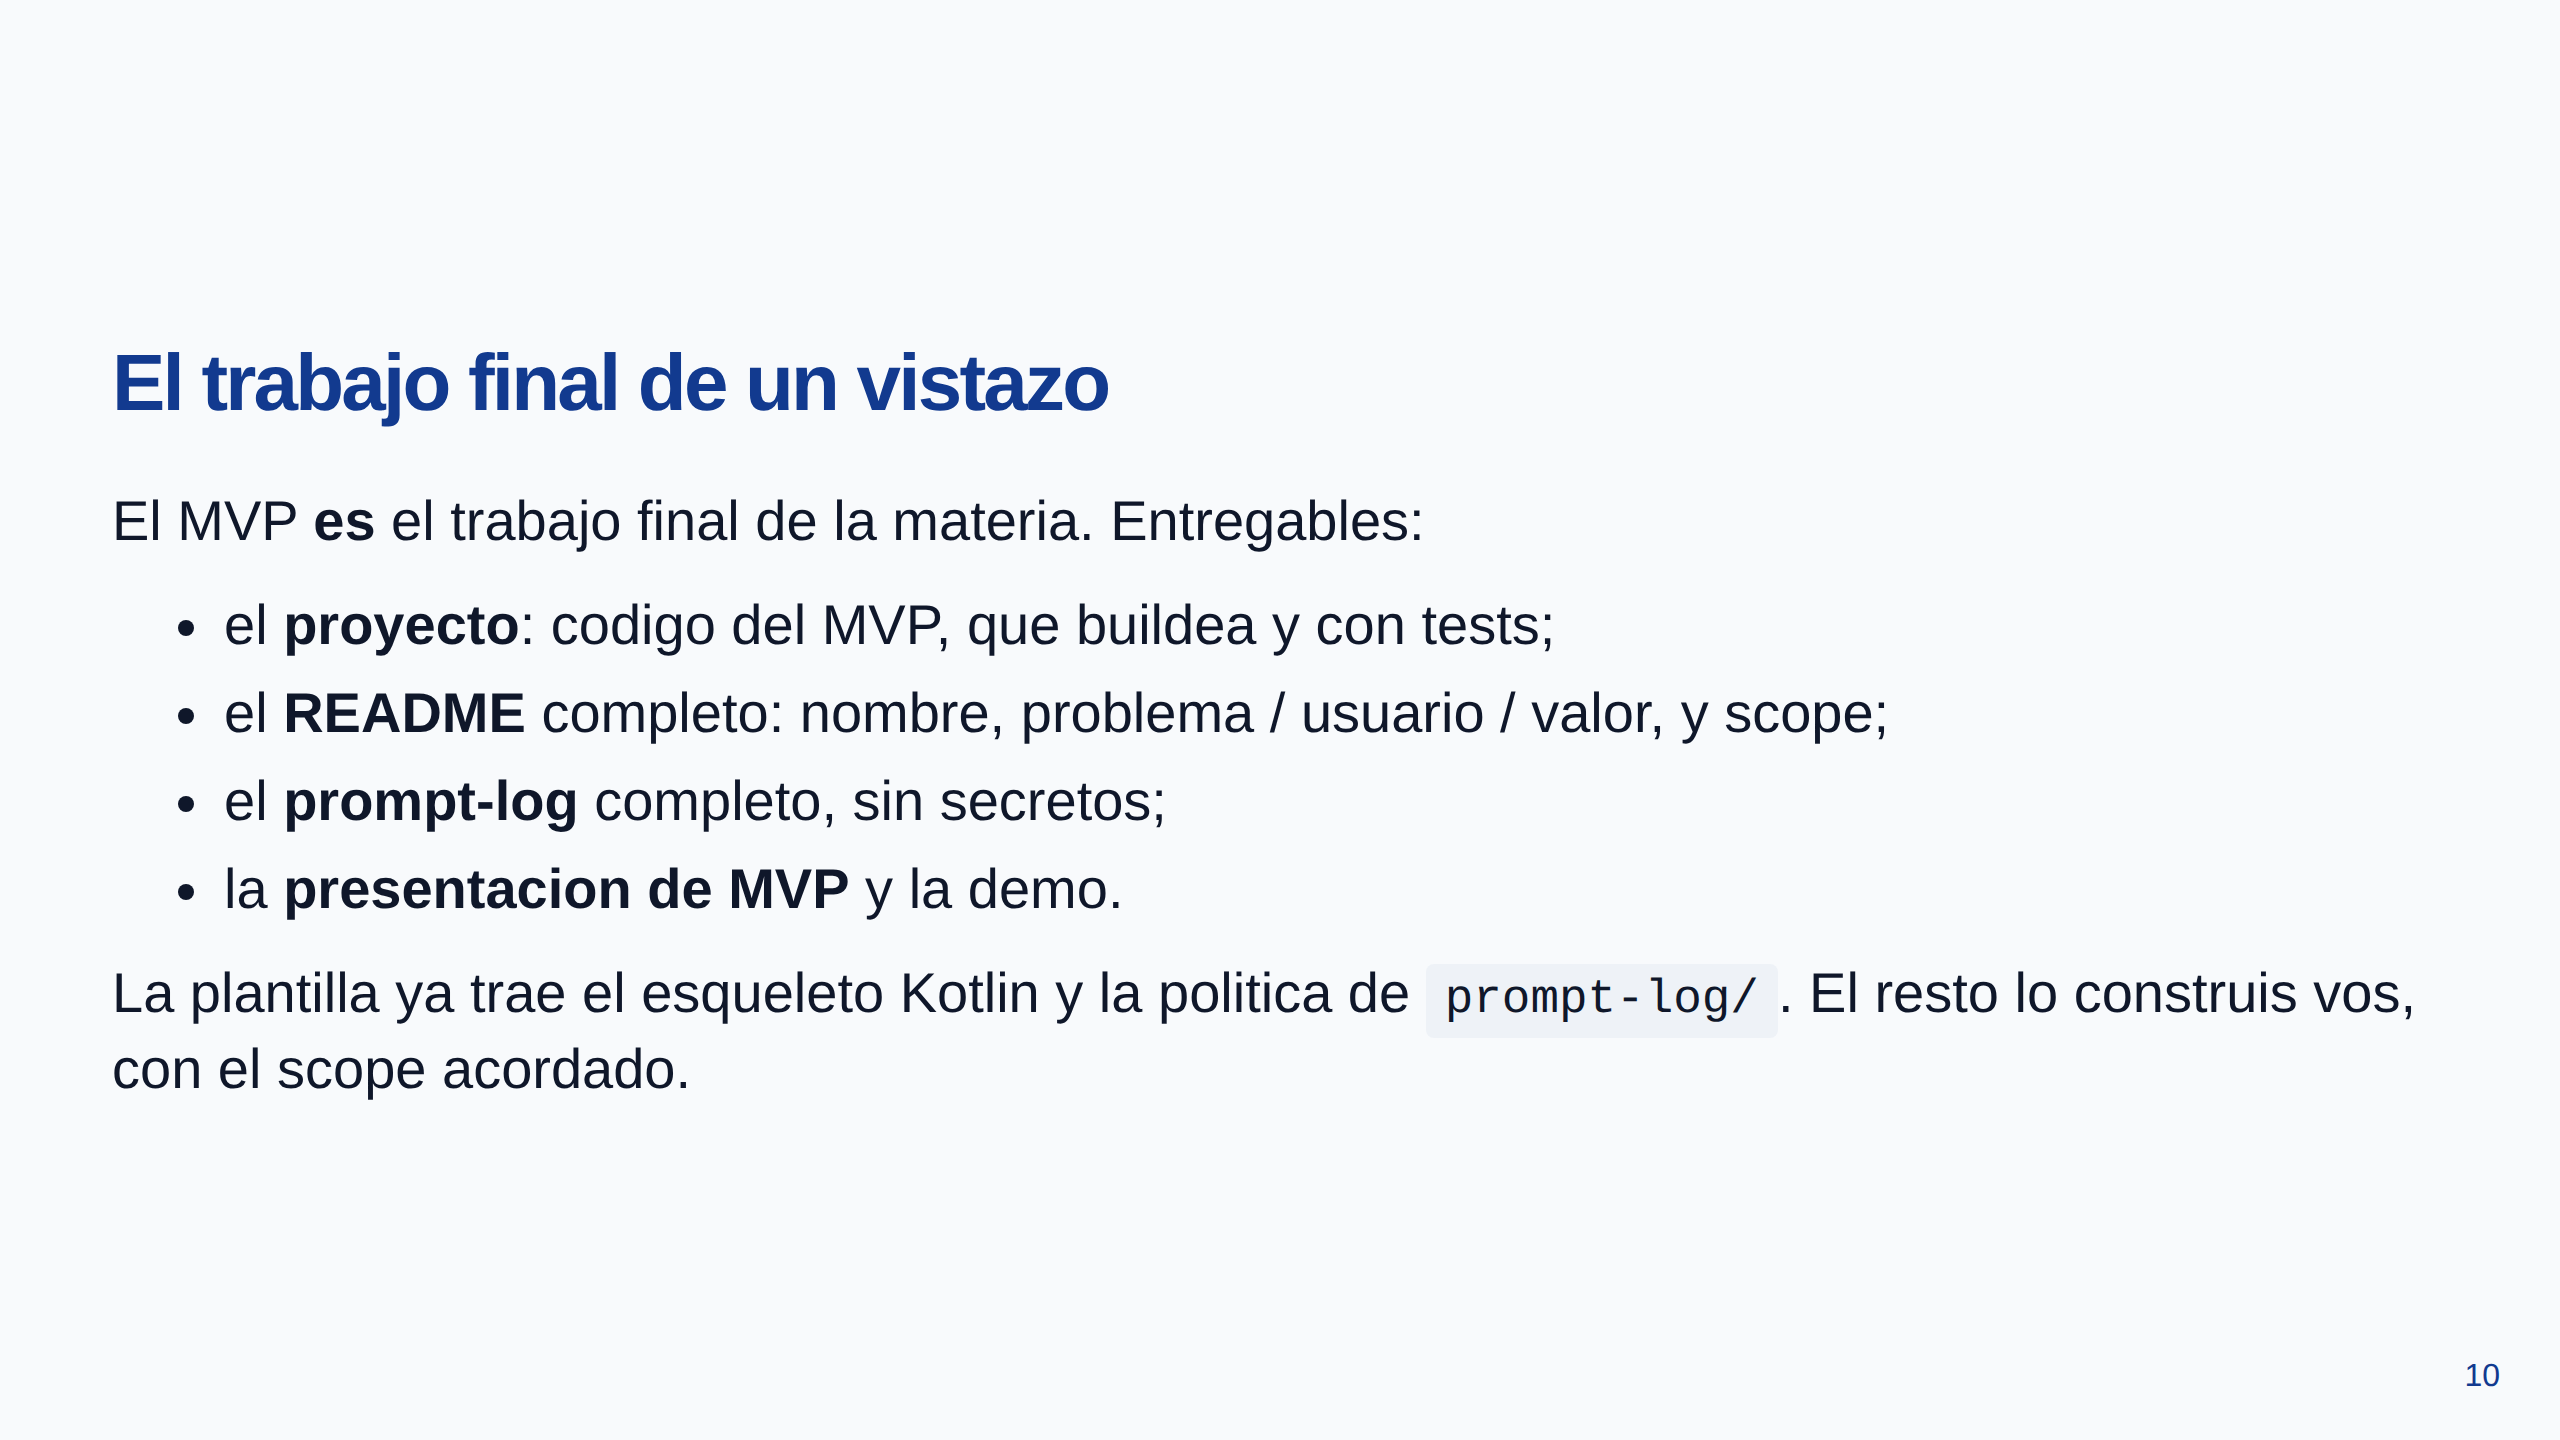 El trabajo final de un vistazo
El MVP es el trabajo final de la materia. Entregables:
• el proyecto: codigo del MVP, que buildea y con tests;
• el README completo: nombre, problema / usuario / valor, y scope;
• el prompt-log completo, sin secretos;
• la presentacion de MVP y la demo.
La plantilla ya trae el esqueleto Kotlin y la politica de prompt-log/. El resto lo construis vos,
con el scope acordado.
10